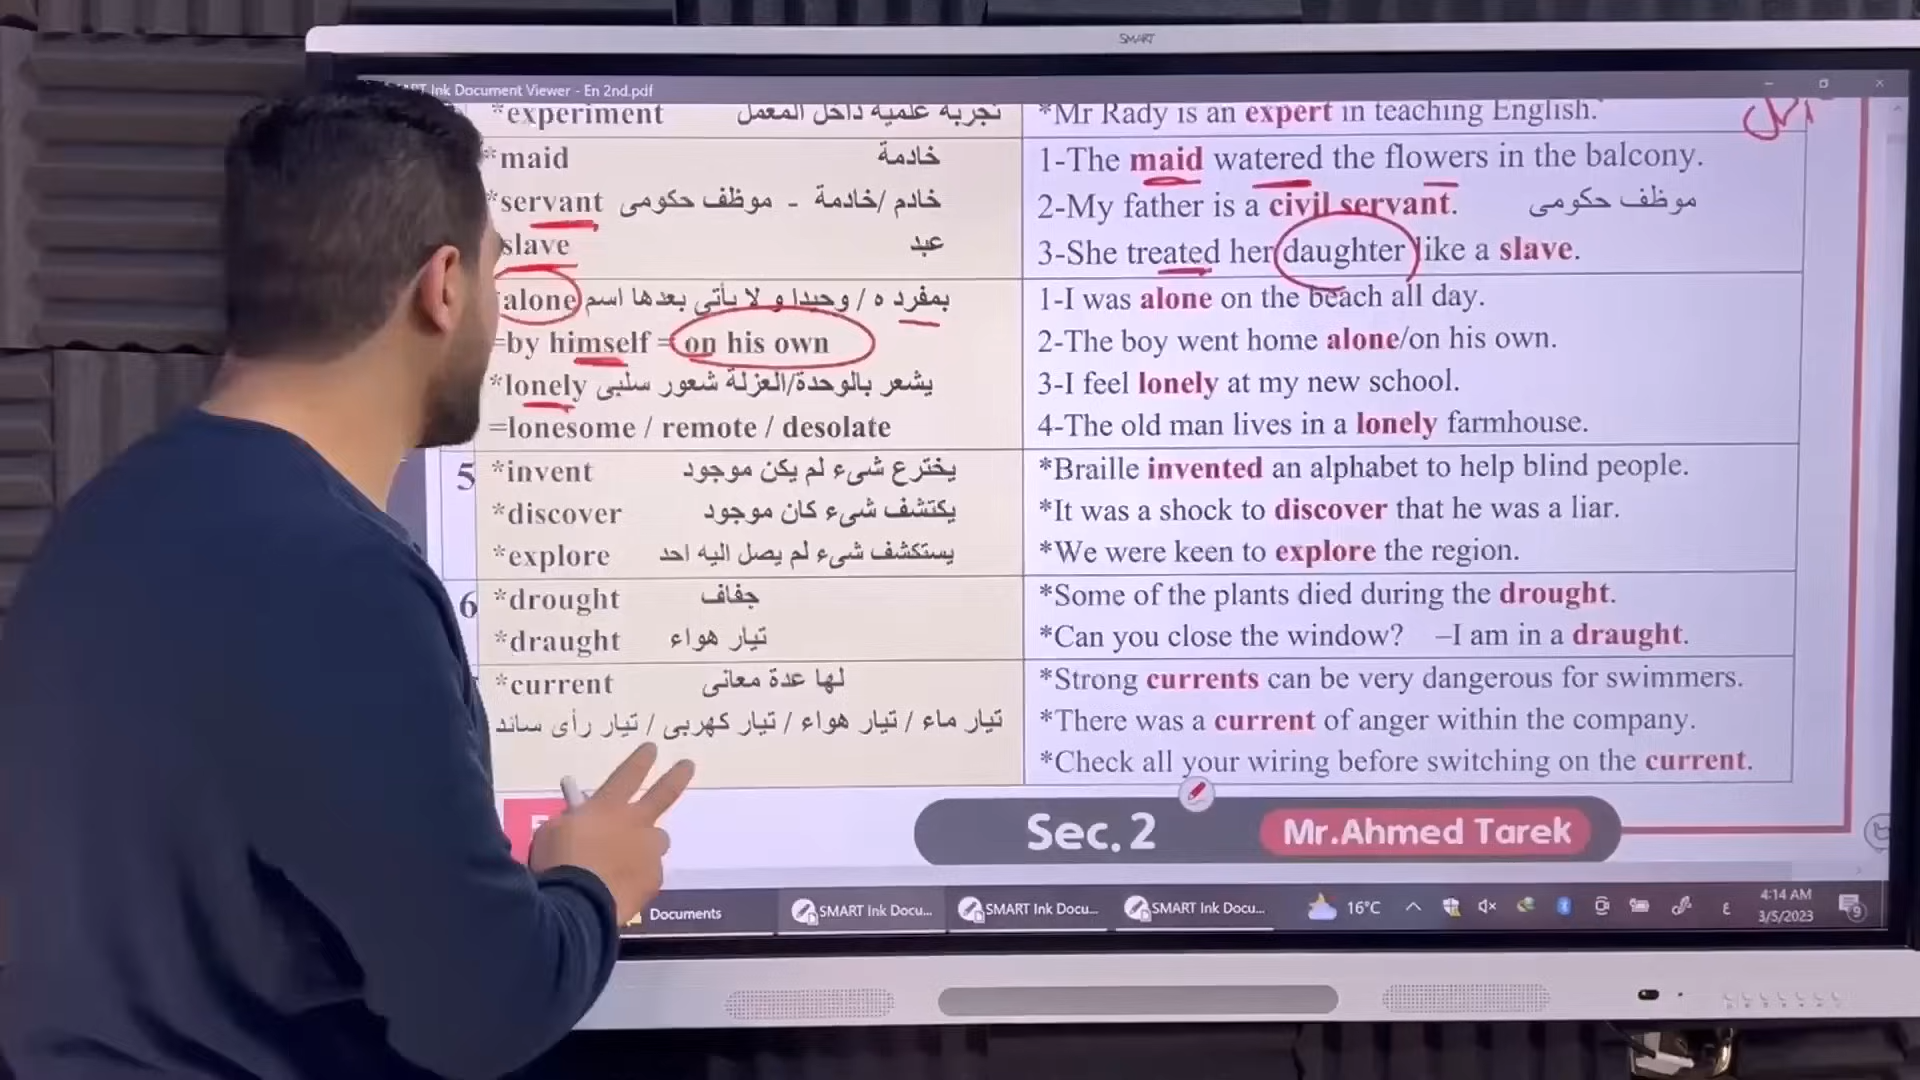 SMART
Ink Document Viewer - En 2nd.pdf
*experiment تجربة علمية داخل المعمل
*Mr Rady is an expert in teaching English.
*maid خادمة
1-The maid watered the flowers in the balcony.
*servant خادم /خادمة - موظف حكومى
2-My father is a civil servant. موظف حكومى
slave عبد
3-She treated her daughter like a slave.
alone بمفرد ه / وحيدا و لا يأتى بعدها اسم
1-I was alone on the beach all day.
=by himself = on his own
2-The boy went home alone/on his own.
*lonely يشعر بالوحدة/العزلة شعور سلبى
3-I feel lonely at my new school.
=lonesome / remote / desolate
4-The old man lives in a lonely farmhouse.
5 *invent يخترع شىء لم يكن موجود
*Braille invented an alphabet to help blind people.
*discover يكتشف شىء كان موجود
*It was a shock to discover that he was a liar.
*explore يستكشف شىء لم يصل اليه احد
*We were keen to explore the region.
6 *drought جفاف
*Some of the plants died during the drought.
*draught تيار هواء
*Can you close the window? –I am in a draught.
*current لها عدة معانى
*Strong currents can be very dangerous for swimmers.
تيار ماء / تيار هواء / تيار كهربى / تيار رأى سائد
*There was a current of anger within the company.
*Check all your wiring before switching on the current.
Sec.2 Mr.Ahmed Tarek
Documents SMART Ink Docu... SMART Ink Docu... SMART Ink Docu... 16°C ع 4:14 AM
3/5/2023 9